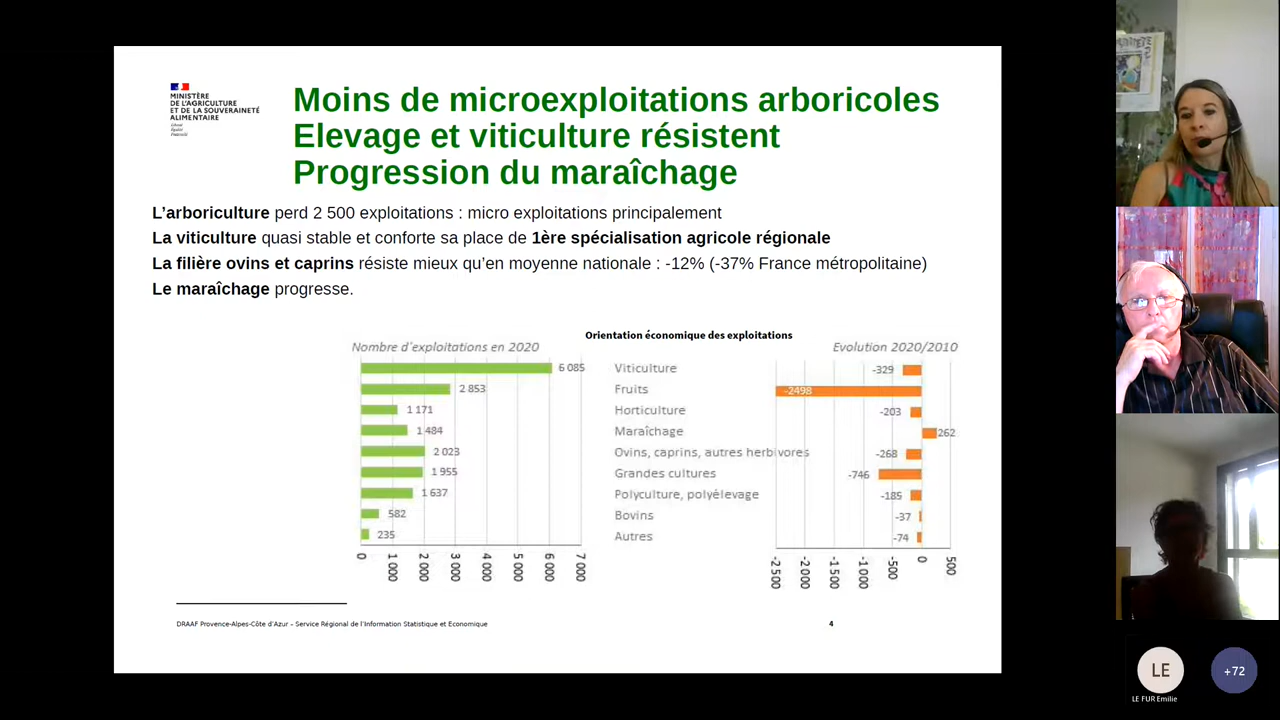 MINISTÈRE
DE L'AGRICULTURE
ET DE LA SOUVERAINETÉ
ALIMENTAIRE
Liberté
Égalité
Fraternité
Moins de microexploitations arboricoles
Elevage et viticulture résistent
Progression du maraîchage
L'arboriculture perd 2 500 exploitations : micro exploitations principalement
La viticulture quasi stable et conforte sa place de 1ère spécialisation agricole régionale
La filière ovins et caprins résiste mieux qu'en moyenne nationale : -12% (-37% France métropolitaine)
Le maraîchage progresse.
Orientation économique des exploitations
Nombre d'exploitations en 2020 Evolution 2020/2010
6 085 Viticulture -329
2 853 Fruits -2498
1 171 Horticulture -203
1 484 Maraîchage 262
2 023 Ovins, caprins, autres herbivores -268
1 955 Grandes cultures -746
1 637 Polyculture, polyélevage -185
582 Bovins -37
235 Autres -74
0 1 000 2 000 3 000 4 000 5 000 6 000 7 000
-2 500 -2 000 -1 500 -1 000 -500 0 500
DRAAF Provence-Alpes-Côte d'Azur – Service Régional de l'Information Statistique et Economique
4
LE
+72
LE FUR Emilie